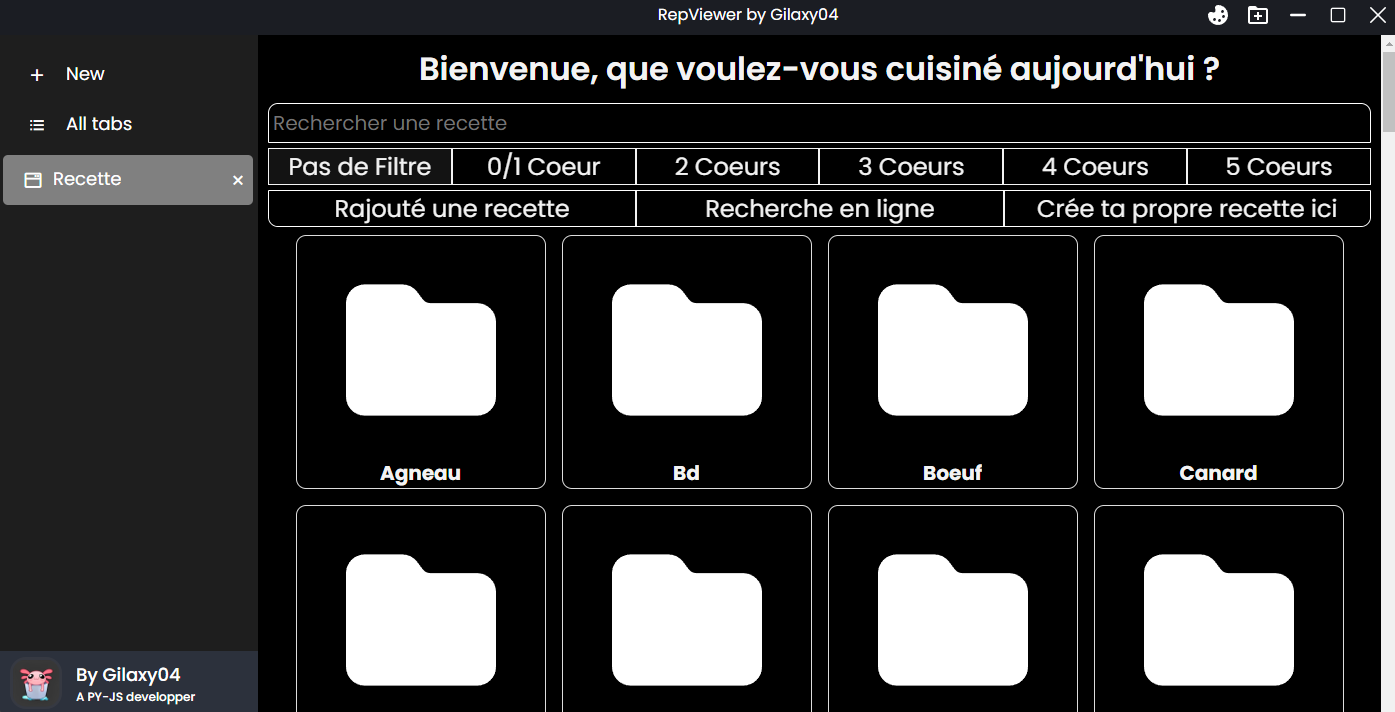 RepViewer by Gilaxy04
New
All tabs
Recette
Bienvenue, que voulez-vous cuisiné aujourd'hui ?
Rechercher une recette
Pas de Filtre 0/1 Coeur 2 Coeurs 3 Coeurs 4 Coeurs 5 Coeurs
Rajouté une recette Recherche en ligne Crée ta propre recette ici
Agneau Bd Boeuf Canard
By Gilaxy04
A PY-JS developper